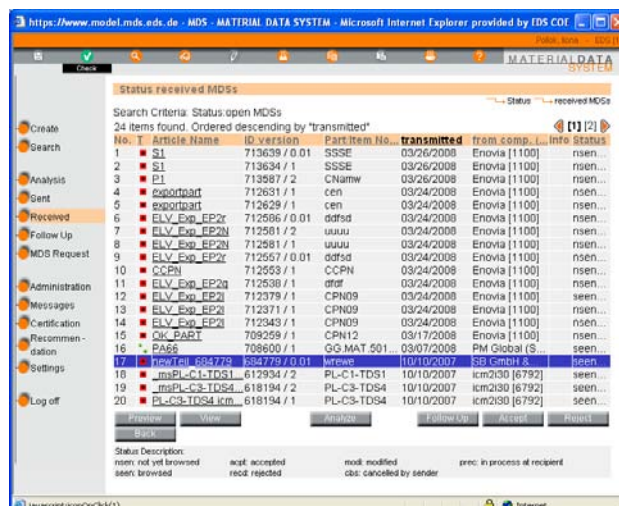 https://www.model.mds.eds.de - MDS - MATERIAL DATA SYSTEM - Microsoft Internet Explorer provided by EDS COE
Check
MATERIALDATA
SYSTEM
Status received MDSs
Status received MDSs
Search Criteria: Status:open MDSs
24 items found. Ordered descending by "transmitted" [1] [2]
No. T Article Name ID version Part Item No... transmitted from comp. (... Info Status
1 S1 713639 / 0.01 SSSE 03/26/2008 Enovia [1100] nsen...
2 S1 713634 / 1 SSSE 03/26/2008 Enovia [1100] nsen...
3 P1 713587 / 2 CNamw 03/26/2008 Enovia [1100] nsen...
4 exportpart 712631 / 1 cen 03/24/2008 Enovia [1100] nsen...
5 exportpart 712629 / 1 cen 03/24/2008 Enovia [1100] nsen...
6 ELV_Exp_EP2r 712586 / 0.01 ddfsd 03/24/2008 Enovia [1100] nsen...
7 ELV_Exp_EP2N 712581 / 2 uuuu 03/24/2008 Enovia [1100] nsen...
8 ELV_Exp_EP2N 712581 / 1 uuuu 03/24/2008 Enovia [1100] nsen...
9 ELV_Exp_EP2r 712557 / 0.01 ddfsd 03/24/2008 Enovia [1100] nsen...
10 CCPN 712553 / 1 CCPN 03/24/2008 Enovia [1100] nsen...
11 ELV_Exp_EP2q 712538 / 1 dfdf 03/24/2008 Enovia [1100] nsen...
12 ELV_Exp_EP2I 712379 / 1 CPN09 03/24/2008 Enovia [1100] seen...
13 ELV_Exp_EP2I 712371 / 1 CPN09 03/24/2008 Enovia [1100] nsen...
14 ELV_Exp_EP2I 712343 / 1 CPN09 03/24/2008 Enovia [1100] nsen...
15 OK_PART 709259 / 1 CPN12 03/17/2008 Enovia [1100] nsen...
16 PA66 708600 / 1 GG.MAT.501... 03/07/2008 PM Global (S... seen...
17 newTeil_684779 684779 / 0.01 wrewe 10/10/2007 SB GmbH & seen...
18 _msPL-C1-TDS1... 612934 / 2 PL-C1-TDS1 10/10/2007 icm2i30 [6792] seen...
19 _msPL-C3-TDS4... 618194 / 2 PL-C3-TDS4 10/10/2007 icm2i30 [6792] seen...
20 PL-C3-TDS4 icm... 618194 / 1 PL-C3-TDS4 10/10/2007 icm2i30 [6792] seen...
Create
Search
Analysis
Sent
Received
Follow Up
MDS Request
Administration
Messages
Certification
Recommen-
dation
Settings
Log off
Preview View Analyze Follow Up Accept Reject
Back
Status Description:
nsen: not yet browsed acpt: accepted modi: modified prec: in process at recipient
seen: browsed recd: rejected cbs: cancelled by sender
Internet